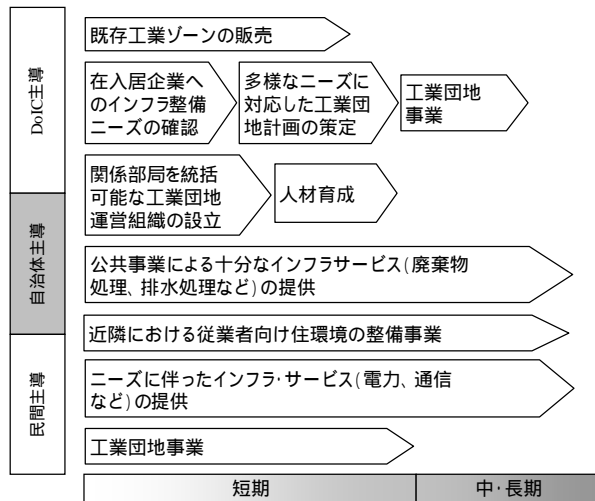 DoIC主導
既存工業ゾーンの販売
在入居企業へ
のインフラ整備
ニーズの確認
多様なニーズに
対応した工業団
地計画の策定
工業団地
事業
関係部局を統括
可能な工業団地
運営組織の設立
人材育成
自治体主導
公共事業による十分なインフラサービス(廃棄物
処理、排水処理など)の提供
近隣における従業者向け住環境の整備事業
民間主導
ニーズに伴ったインフラ・サービス(電力、通信
など)の提供
工業団地事業
短期
中・長期